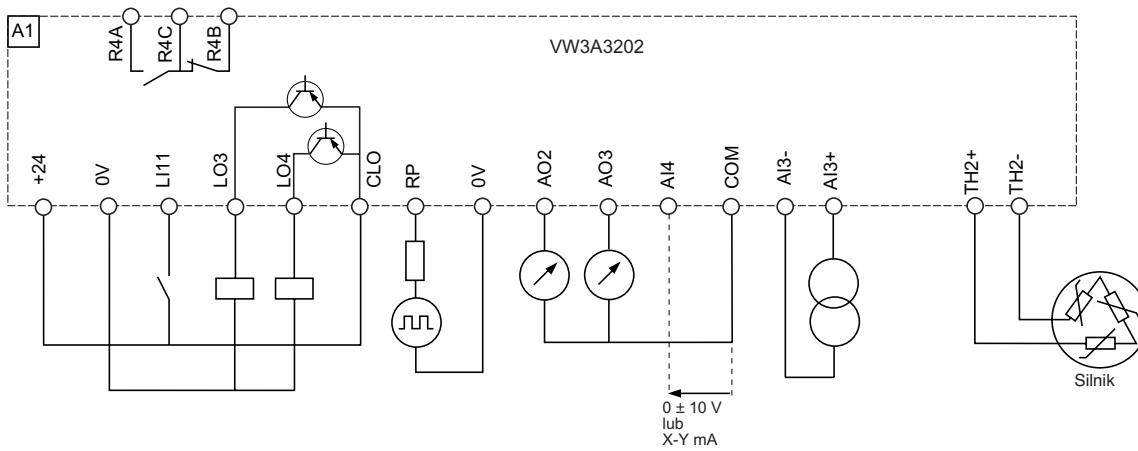 A1
R4A
R4C
R4B
VW3A3202
+24
0V
LI11
LO3
LO4
CLO
RP
0V
AO2
AO3
AI4
COM
AI3-
AI3+
TH2+
TH2-
Silnik
0 ± 10 V
lub
X-Y mA